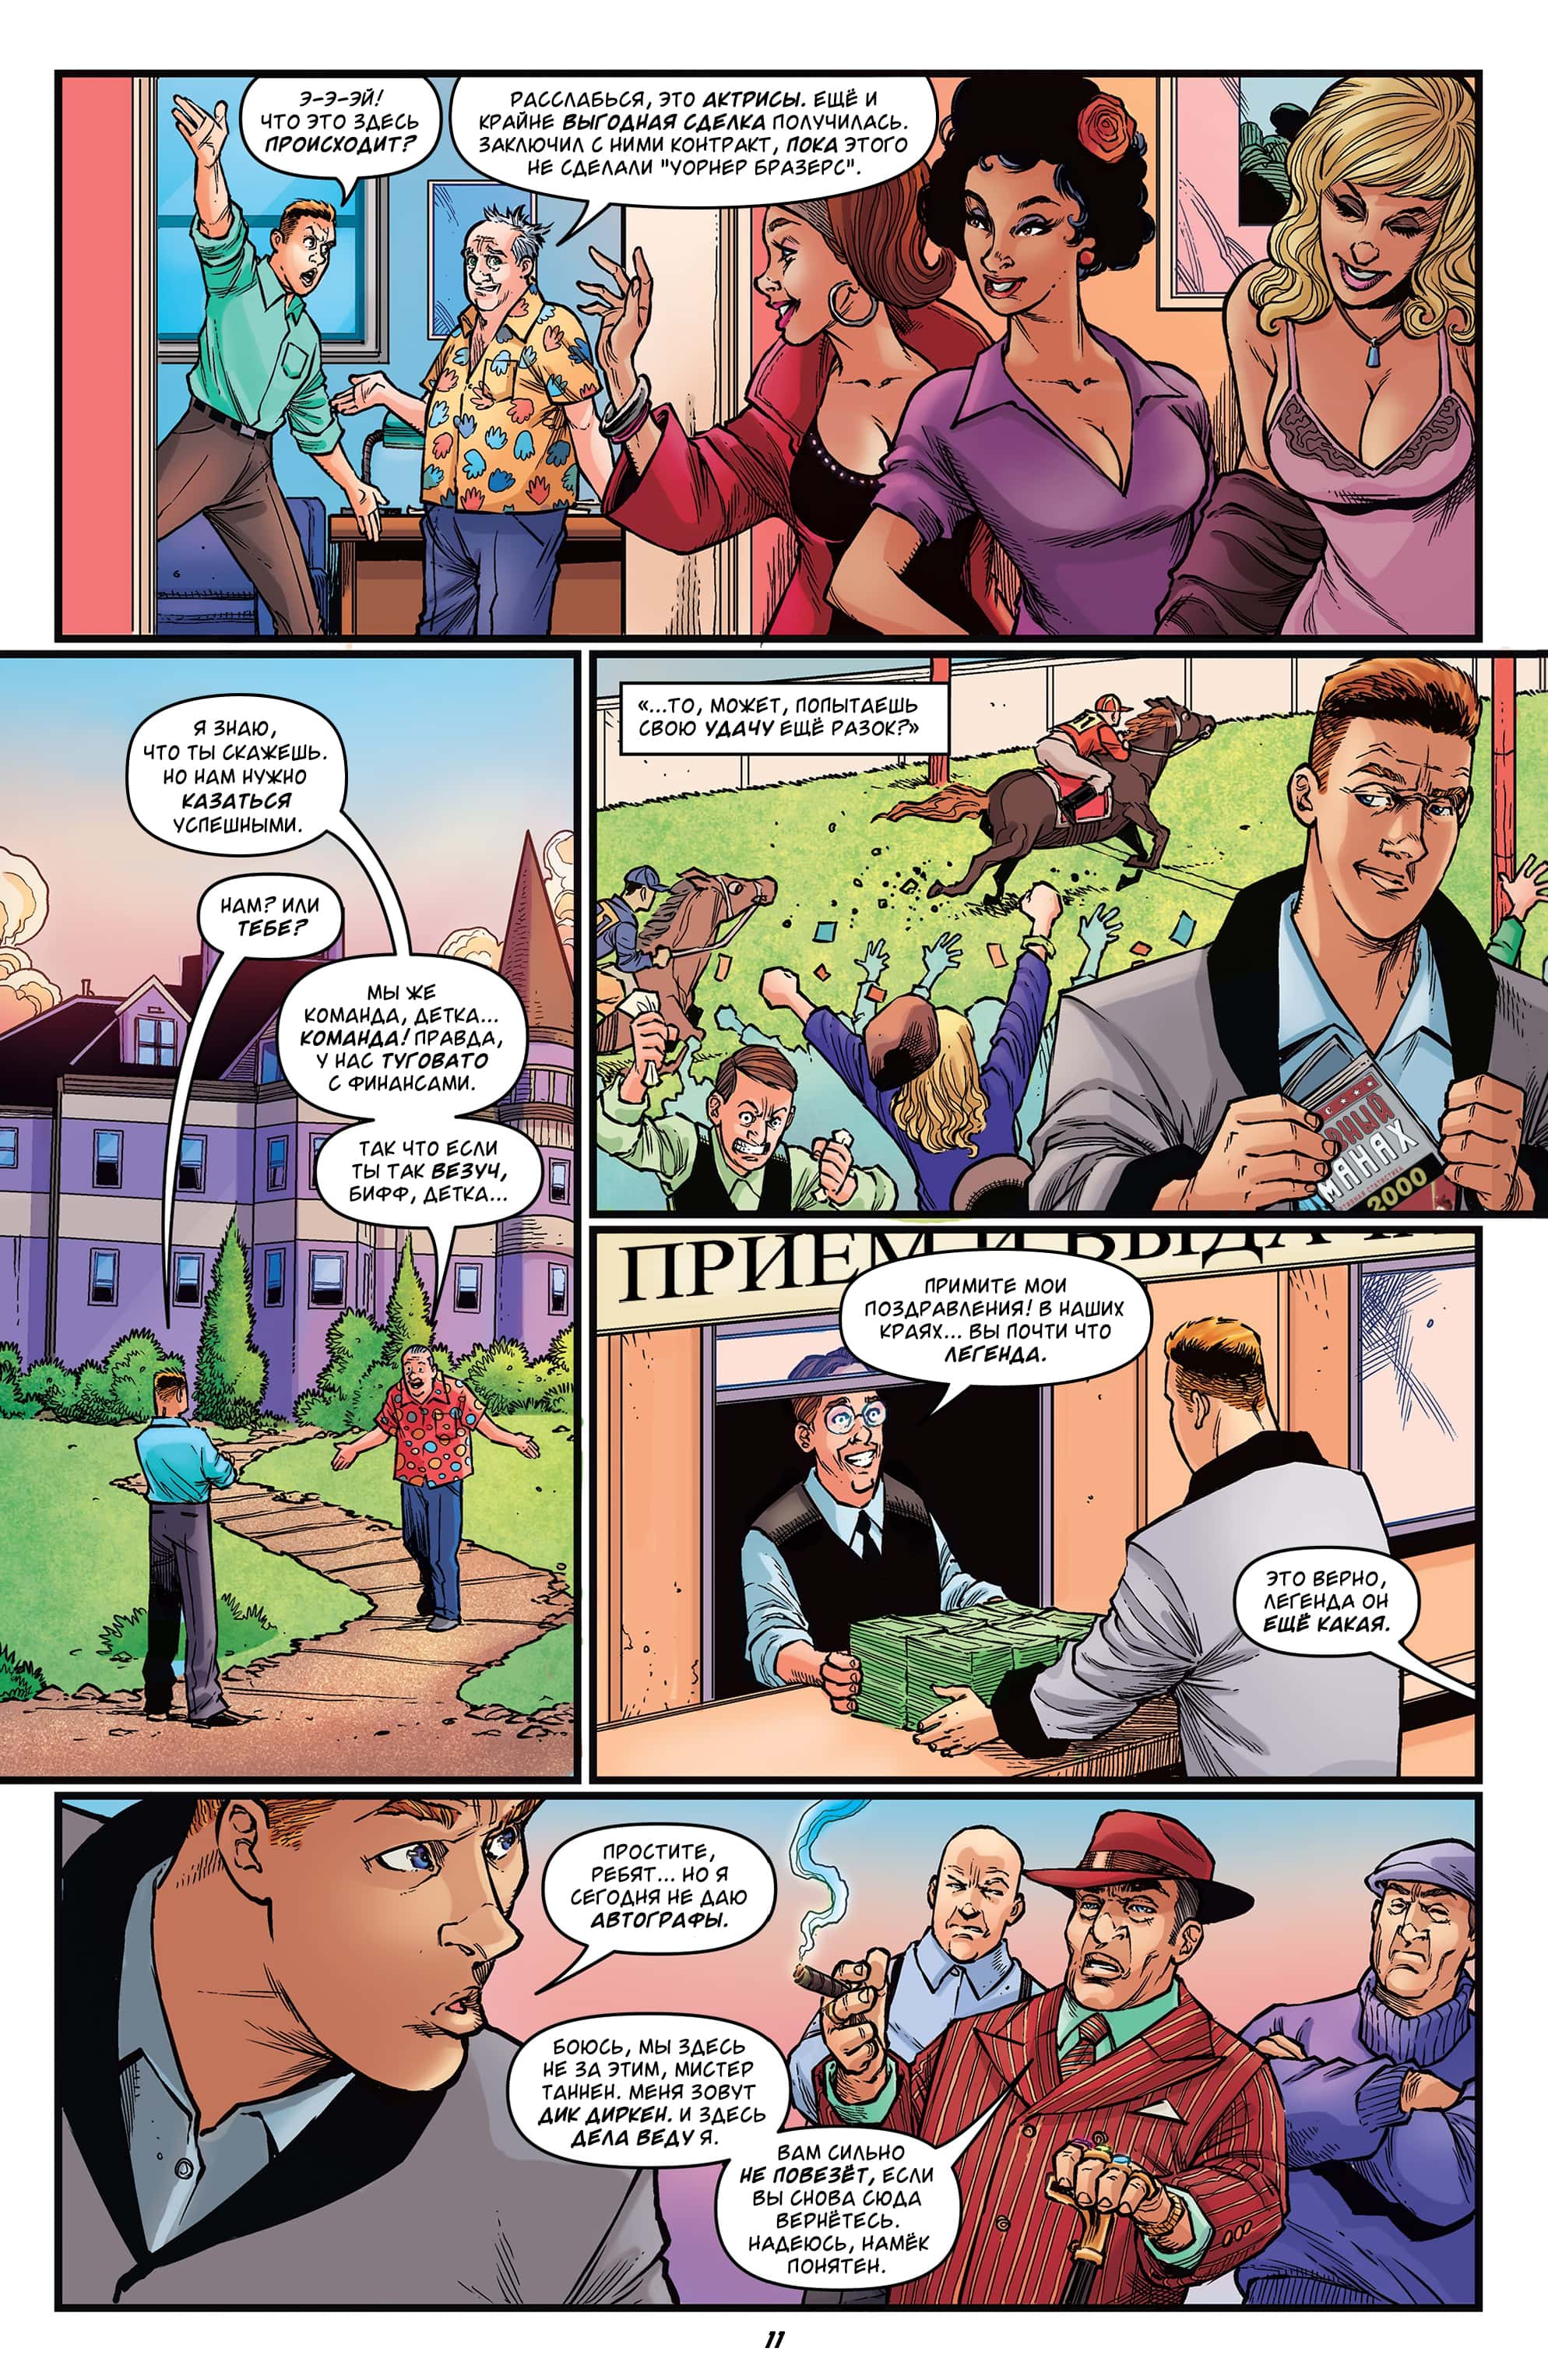 Э-Э-ЭЙ!
ЧТО ЭТО ЗДЕСЬ
ПРОИСХОДИТ?
РАССЛАБЬСЯ, ЭТО АКТРИСЫ. ЕЩЁ И
КРАЙНЕ ВЫГОДНАЯ СДЕЛКА ПОЛУЧИЛАСЬ.
ЗАКЛЮЧИЛ С НИМИ КОНТРАКТ, ПОКА ЭТОГО
НЕ СДЕЛАЛИ "УОРНЕР БРАЗЕРС".
Я ЗНАЮ,
ЧТО ТЫ СКАЖЕШЬ.
НО НАМ НУЖНО
КАЗАТЬСЯ
УСПЕШНЫМИ.
НАМ? ИЛИ
ТЕБЕ?
МЫ ЖЕ
КОМАНДА, ДЕТКА...
КОМАНДА! ПРАВДА,
У НАС ТУГОВАТО
С ФИНАНСАМИ.
ТАК ЧТО ЕСЛИ
ТЫ ТАК ВЕЗУЧ,
БИФФ, ДЕТКА...
«...ТО, МОЖЕТ, ПОПЫТАЕШЬ
СВОЮ УДАЧУ ЕЩЁ РАЗОК?»
11
2000
ПРИЕМ И ВЫДАЧ
ПРИМИТЕ МОИ
ПОЗДРАВЛЕНИЯ! В НАШИХ
КРАЯХ... ВЫ ПОЧТИ ЧТО
ЛЕГЕНДА.
ЭТО ВЕРНО,
ЛЕГЕНДА ОН
ЕЩЁ КАКАЯ.
ПРОСТИТЕ,
РЕБЯТ... НО Я
СЕГОДНЯ НЕ ДАЮ
АВТОГРАФЫ.
БОЮСЬ, МЫ ЗДЕСЬ
НЕ ЗА ЭТИМ, МИСТЕР
ТАННЕН. МЕНЯ ЗОВУТ
ДИК ДИРКЕН. И ЗДЕСЬ
ДЕЛА ВЕДУ Я.
ВАМ СИЛЬНО
НЕ ПОВЕЗЁТ, ЕСЛИ
ВЫ СНОВА СЮДА
ВЕРНЁТЕСЬ.
НАДЕЮСЬ, НАМЁК
ПОНЯТЕН.
11